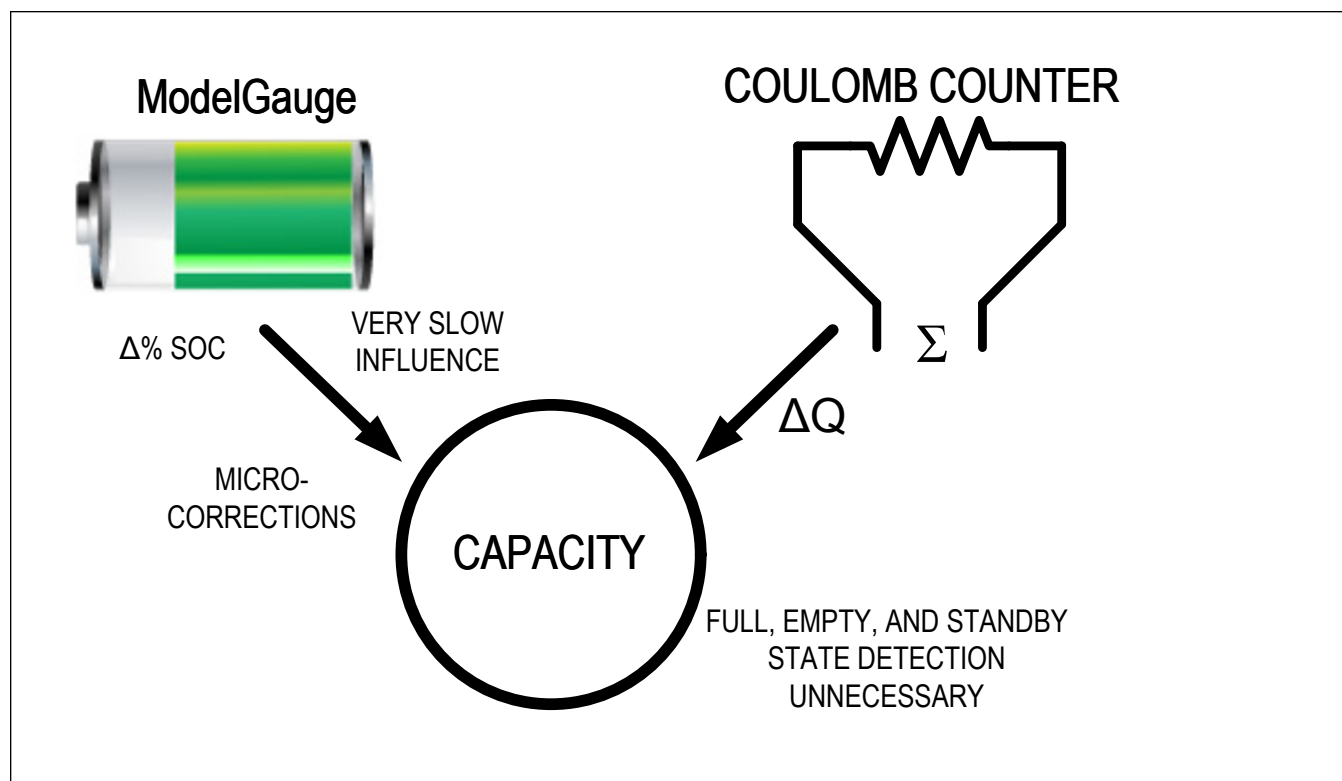 ModelGauge
COULOMB COUNTER
Δ% SOC
VERY SLOW
INFLUENCE
Σ
ΔQ
MICRO-
CORRECTIONS
CAPACITY
FULL, EMPTY, AND STANDBY
STATE DETECTION
UNNECESSARY